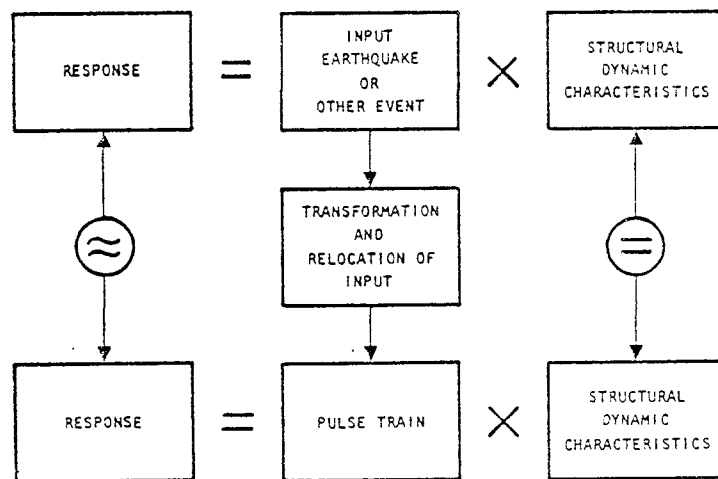 RESPONSE
=
INPUT
EARTHQUAKE
OR
OTHER EVENT
×
STRUCTURAL
DYNAMIC
CHARACTERISTICS
≈
TRANSFORMATION
AND
RELOCATION OF
INPUT
=
RESPONSE
=
PULSE TRAIN
×
STRUCTURAL
DYNAMIC
CHARACTERISTICS